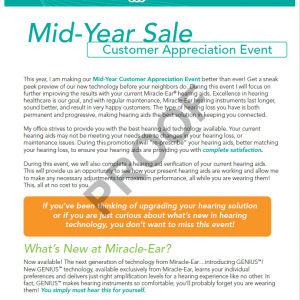 Mid-Year Sale
Customer Appreciation Event
This year, I am making our Mid-Year Customer Appreciation Event better than ever! Get a sneak
peek preview of our new technology before your neighbors do. During this event I will focus on
further improving the results with your current Miracle-Ear® hearing aids. Excellence in hearing
healthcare is our goal, and with regular maintenance, Miracle-Ear hearing instruments last longer,
sound better, and result in very happy customers. The type of hearing loss you have is both
permanent and progressive, making hearing aids the best solution to keeping you connected.
My office strives to provide you with the best hearing aid technology available. Your current
hearing aids may not be meeting your needs due to changes in your hearing loss, or
maintenance issues. During this promotion we will "re-prescribe" your hearing aids, better matching
your hearing loss, to ensure your hearing aids are providing you with complete satisfaction.
During this event, we will also complete a hearing aid verification of your current hearing aids.
This will provide us an opportunity to see how your present hearing aids are working and allow me
to make any necessary adjustments for maximum performance, all while you are wearing them!
This, all at no cost to you.
PROOF
If you've been thinking of upgrading your hearing solution
or if you are just curious about what's new in hearing
technology, you don't want to miss this event!
What's New at Miracle-Ear?
Now available! The next generation of technology from Miracle-Ear....introducing GENIUS™!
New GENIUS™ technology, available exclusively from Miracle-Ear, learns your individual
preferences and delivers just-right amplification levels for a hearing experience like no other. In
fact, GENIUS™ makes hearing instruments so comfortable; you'll probably forget you are wearing
them! You simply must hear this for yourself.